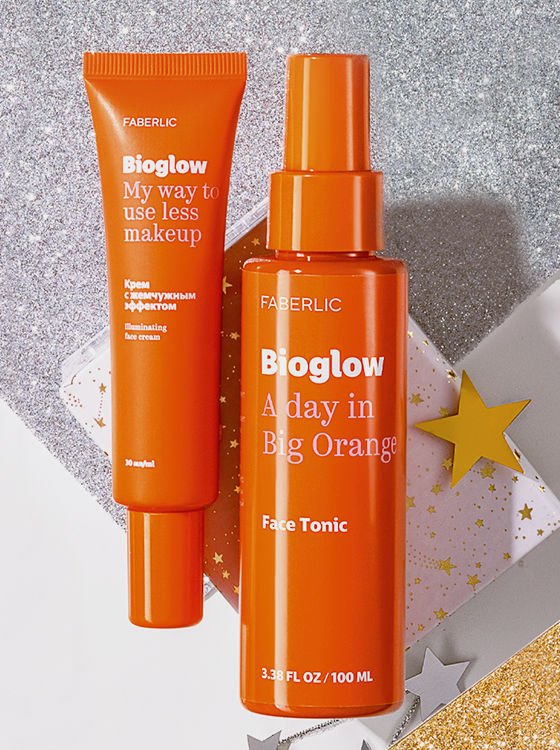 FABERLIC
Bioglow
My way to
use less
makeup
Крем
с жемчужным
эффектом
Illuminating
face cream
30 мл/ml
FABERLIC
Bioglow
A day in
Big Orange
Face Tonic
3.38 FL OZ / 100 ML